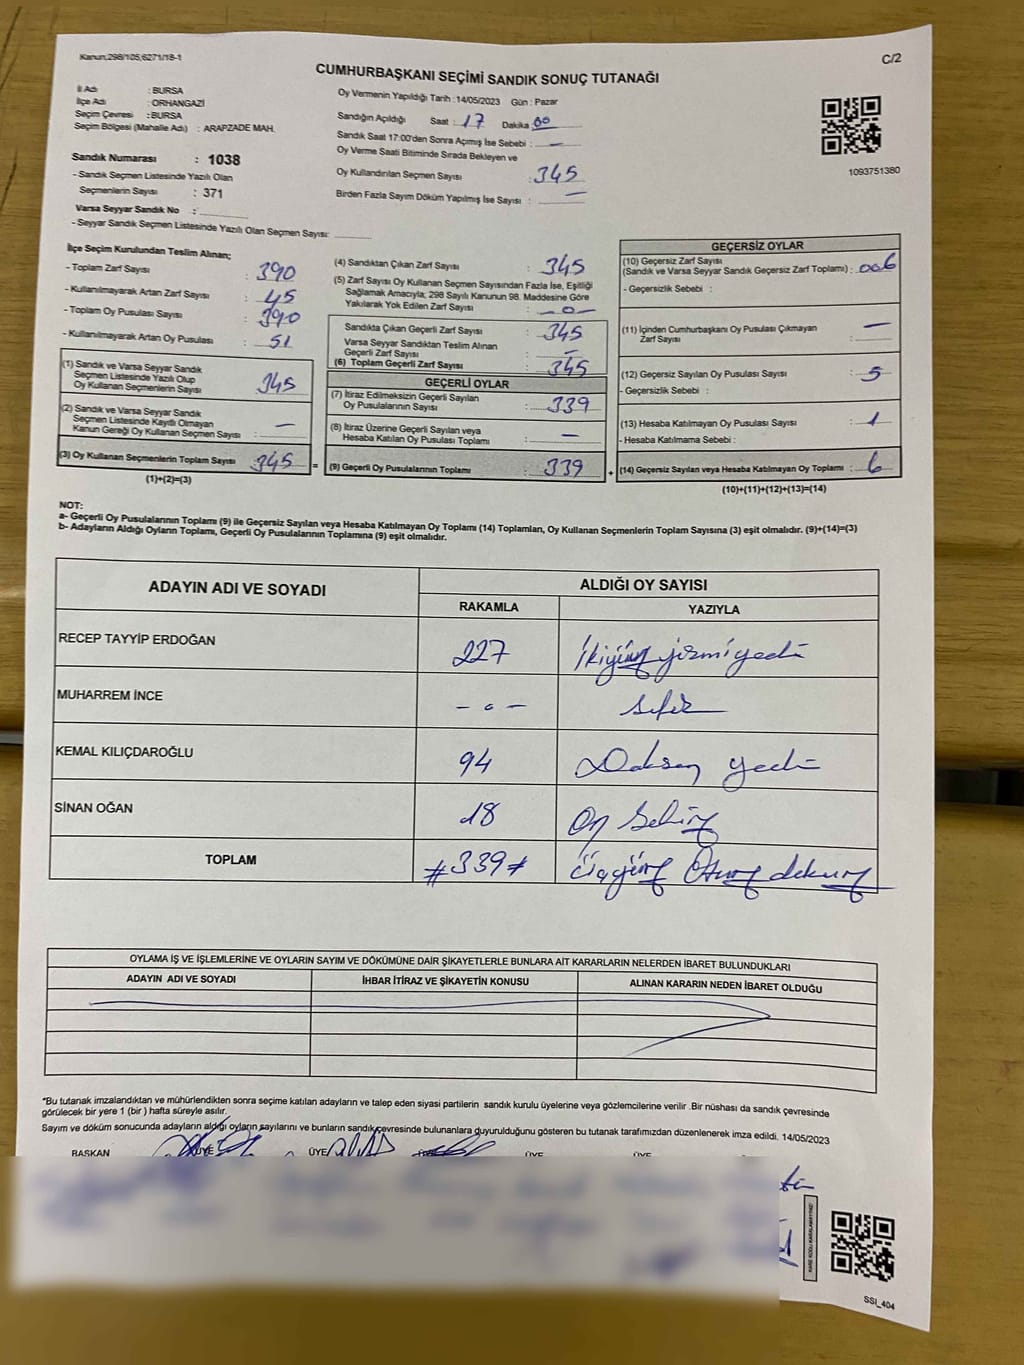 Kanun,298/105;6271/18-1
C/2
CUMHURBAŞKANI SEÇİMİ SANDIK SONUÇ TUTANAĞI
İl Adı : BURSA
İlçe Adı : ORHANGAZİ
Seçim Çevresi : BURSA
Seçim Bölgesi (Mahalle Adı) : ARAPZADE MAH.
Sandık Numarası : 1038
- Sandık Seçmen Listesinde Yazılı Olan
Seçmenlerin Sayısı : 371
Varsa Seyyar Sandık No :
- Seyyar Sandık Seçmen Listesinde Yazılı Olan Seçmen Sayısı:
Oy Vermenin Yapıldığı Tarih : 14/05/2023 Gün : Pazar
Sandığın Açıldığı Saat : 17 Dakika 00
Sandık Saat 17:00'den Sonra Açımış İse Sebebi : —
Oy Verme Saati Bitiminde Sırada Bekleyen ve
Oy Kullandırılan Seçmen Sayısı : 345
Birden Fazla Sayım Döküm Yapılmış İse Sayısı : —
1093751380
İlçe Seçim Kurulundan Teslim Alınan;
- Toplam Zarf Sayısı : 390
- Kullanılmayarak Artan Zarf Sayısı : 45
- Toplam Oy Pusulası Sayısı : 390
- Kullanılmayarak Artan Oy Pusulası : 51
(1) Sandık ve Varsa Seyyar Sandık
Seçmen Listesinde Yazılı Olup
Oy Kullanan Seçmenlerin Sayısı : 345
(2) Sandık ve Varsa Seyyar Sandık
Seçmen Listesinde Kayıtlı Olmayan
Kanun Gereği Oy Kullanan Seçmen Sayısı : —
(3) Oy Kullanan Seçmenlerin Toplam Sayısı : 345
(1)+(2)=(3)
(4) Sandıktan Çıkan Zarf Sayısı : 345
(5) Zarf Sayısı Oy Kullanan Seçmen Sayısından Fazla İse, Eşitliği
Sağlamak Amacıyla; 298 Sayılı Kanunun 98. Maddesine Göre
Yakılarak Yok Edilen Zarf Sayısı : —0—
Sandıkta Çıkan Geçerli Zarf Sayısı : 345
Varsa Seyyar Sandıktan Teslim Alınan
Geçerli Zarf Sayısı : —
(6) Toplam Geçerli Zarf Sayısı : 345
GEÇERLİ OYLAR
(7) İtiraz Edilmeksizin Geçerli Sayılan
Oy Pusulalarının Sayısı : 339
(8) İtiraz Üzerine Geçerli Sayılan veya
Hesaba Katılan Oy Pusulası Toplamı : —
= (9) Geçerli Oy Pusulalarının Toplamı : 339 +
GEÇERSİZ OYLAR
(10) Geçersiz Zarf Sayısı
(Sandık ve Varsa Seyyar Sandık Geçersiz Zarf Toplamı) : 006
- Geçersizlik Sebebi :
(11) İçinden Cumhurbaşkanı Oy Pusulası Çıkmayan
Zarf Sayısı : —
(12) Geçersiz Sayılan Oy Pusulası Sayısı : 5
- Geçersizlik Sebebi :
(13) Hesaba Katılmayan Oy Pusulası Sayısı : 1
- Hesaba Katılmama Sebebi :
(14) Geçersiz Sayılan veya Hesaba Katılmayan Oy Toplamı : 6
(10)+(11)+(12)+(13)=(14)
NOT:
a- Geçerli Oy Pusulalarının Toplamı (9) ile Geçersiz Sayılan veya Hesaba Katılmayan Oy Toplamı (14) Toplamları, Oy Kullanan Seçmenlerin Toplam Sayısına (3) eşit olmalıdır. (9)+(14)=(3)
b- Adayların Aldığı Oyların Toplamı, Geçerli Oy Pusulalarının Toplamına (9) eşit olmalıdır.
ADAYIN ADI VE SOYADI
ALDIĞI OY SAYISI
RAKAMLA YAZIYLA
RECEP TAYYİP ERDOĞAN 227 İkiyüz yirmi yedi
MUHARREM İNCE – 0 – sıfır
KEMAL KILIÇDAROĞLU 94 Doksan yedi
SİNAN OĞAN 18 On Sekiz
TOPLAM #339# Üçyüz Otuz dokuz
OYLAMA İŞ VE İŞLEMLERİNE VE OYLARIN SAYIM VE DÖKÜMÜNE DAİR ŞİKAYETLERLE BUNLARA AİT KARARLARIN NELERDEN İBARET BULUNDUKLARI
ADAYIN ADI VE SOYADI İHBAR İTİRAZ VE ŞİKAYETİN KONUSU ALINAN KARARIN NEDEN İBARET OLDUĞU
*Bu tutanak imzalandıktan ve mühürlendikten sonra seçime katılan adayların ve talep eden siyasi partilerin sandık kurulu üyelerine veya gözlemcilerine verilir .Bir nüshası da sandık çevresinde
görülecek bir yere 1 (bir ) hafta süreyle asılır.
Sayım ve döküm sonucunda adayların aldığı oyların sayılarını ve bunların sandık çevresinde bulunanlara duyurulduğunu gösteren bu tutanak tarafımızdan düzenlenerek imza edildi. 14/05/2023
BAŞKAN ÜYE ÜYE ÜYE ÜYE
KARE KODU KARALAMAYINIZ!
SSI_404